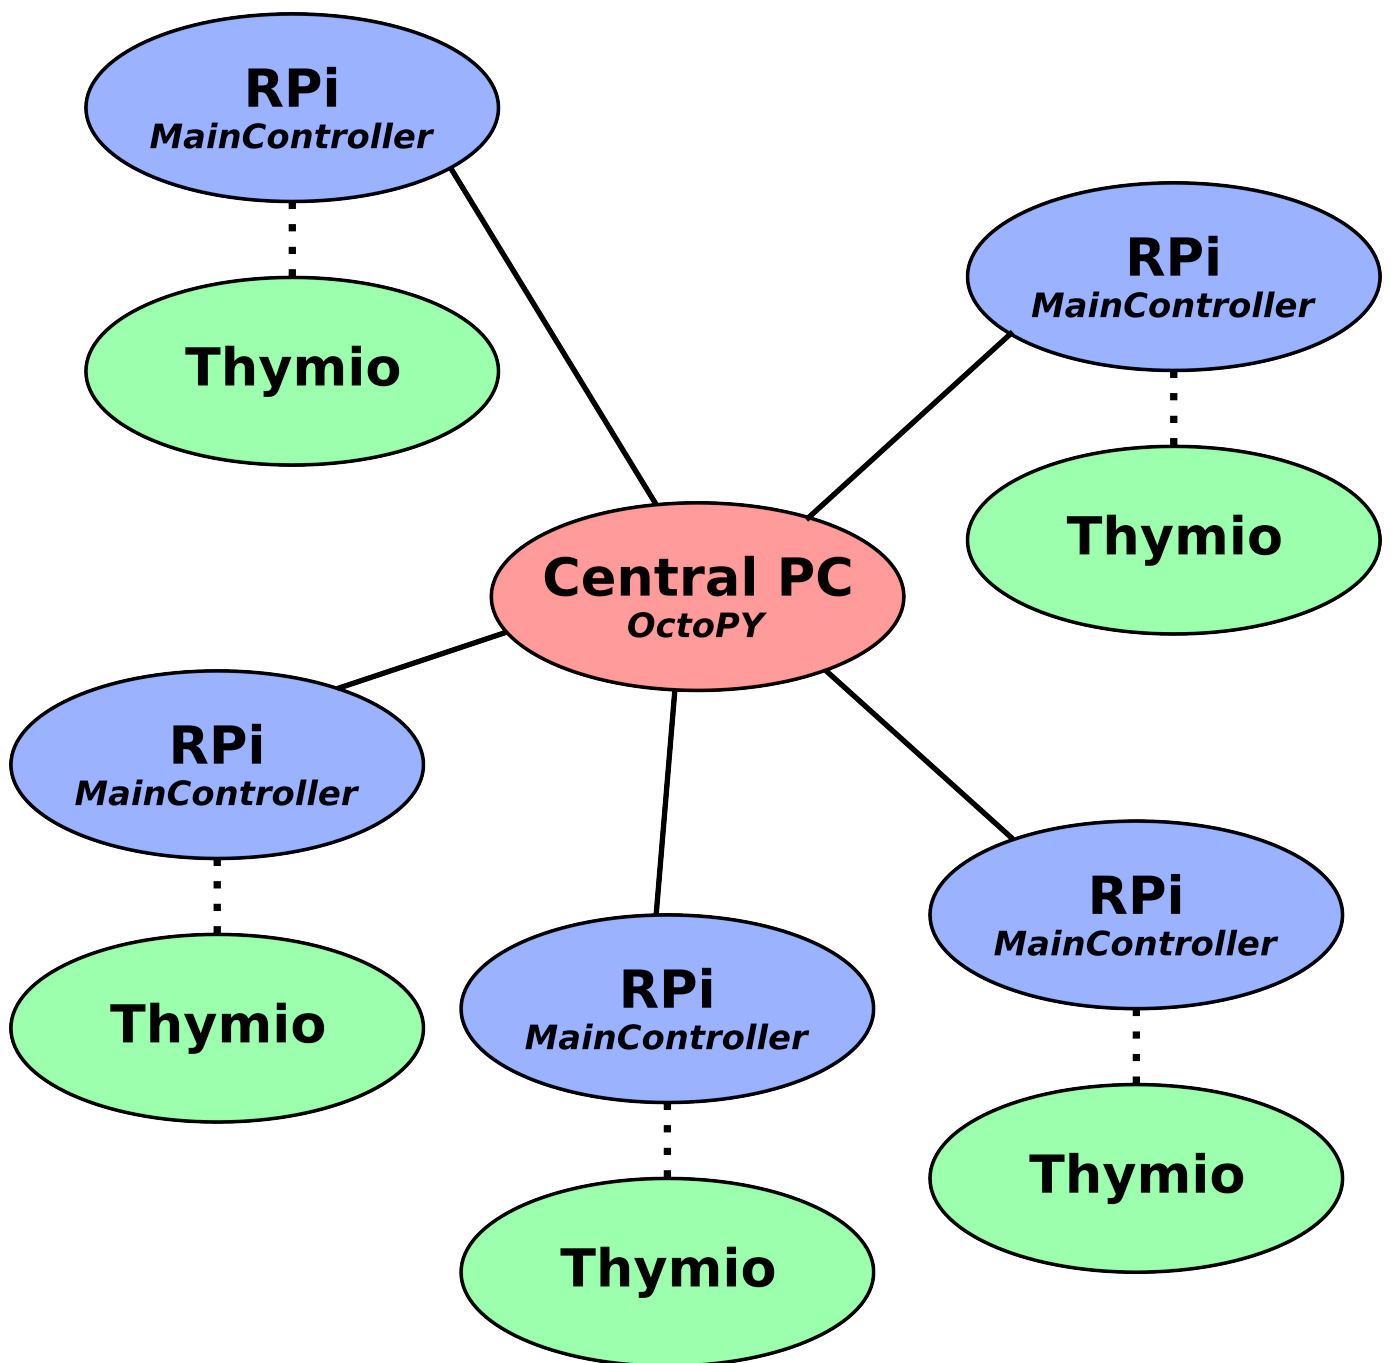 RPi
MainController
Thymio
RPi
MainController
Thymio
Central PC
OctoPY
RPi
MainController
Thymio
RPi
MainController
Thymio
RPi
MainController
Thymio